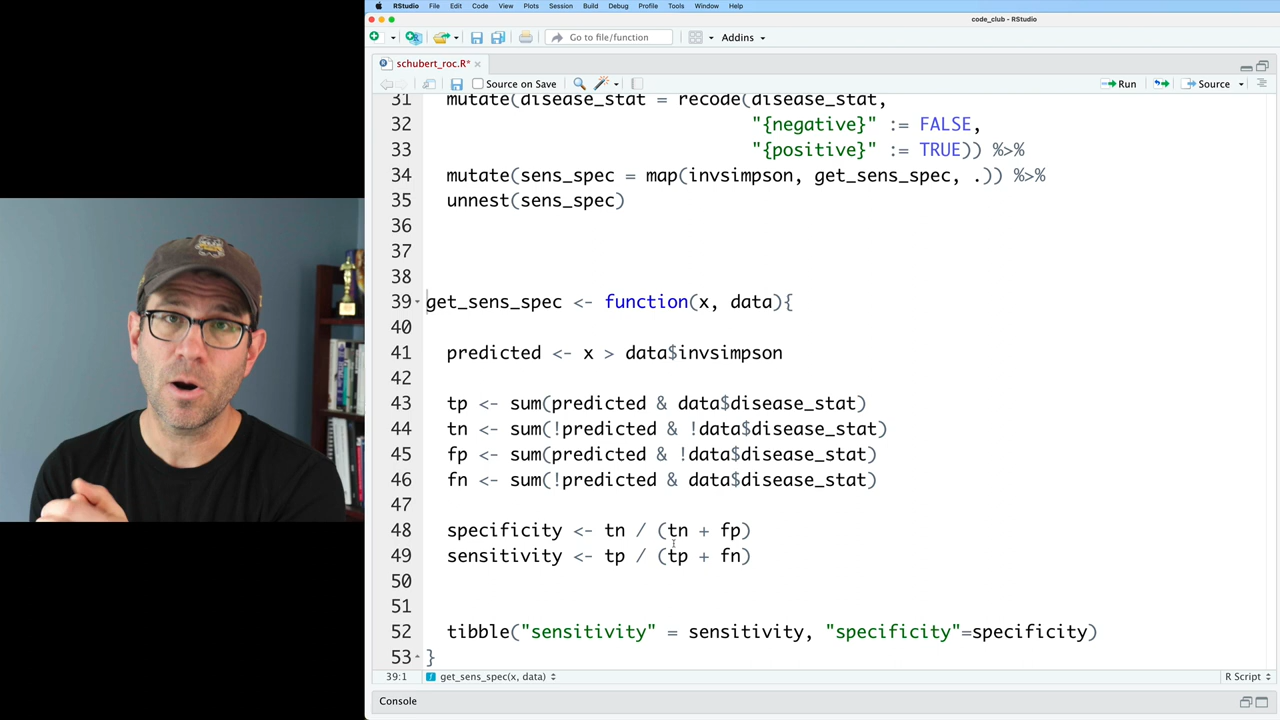 RStudio File Edit Code View Plots Session Build Debug Profile Tools Window Help
code_club - RStudio
Go to file/function Addins
schubert_roc.R*
Source on Save Run Source
31 mutate(disease_stat = recode(disease_stat,
32 "{negative}" := FALSE,
33 "{positive}" := TRUE)) %>%
34 mutate(sens_spec = map(invsimpson, get_sens_spec, .)) %>%
35 unnest(sens_spec)
36
37
38
39 get_sens_spec <- function(x, data){
40
41 predicted <- x > data$invsimpson
42
43 tp <- sum(predicted & data$disease_stat)
44 tn <- sum(!predicted & !data$disease_stat)
45 fp <- sum(predicted & !data$disease_stat)
46 fn <- sum(!predicted & data$disease_stat)
47
48 specificity <- tn / (tn + fp)
49 sensitivity <- tp / (tp + fn)
50
51
52 tibble("sensitivity" = sensitivity, "specificity"=specificity)
53 }
39:1 get_sens_spec(x, data) R Script
Console